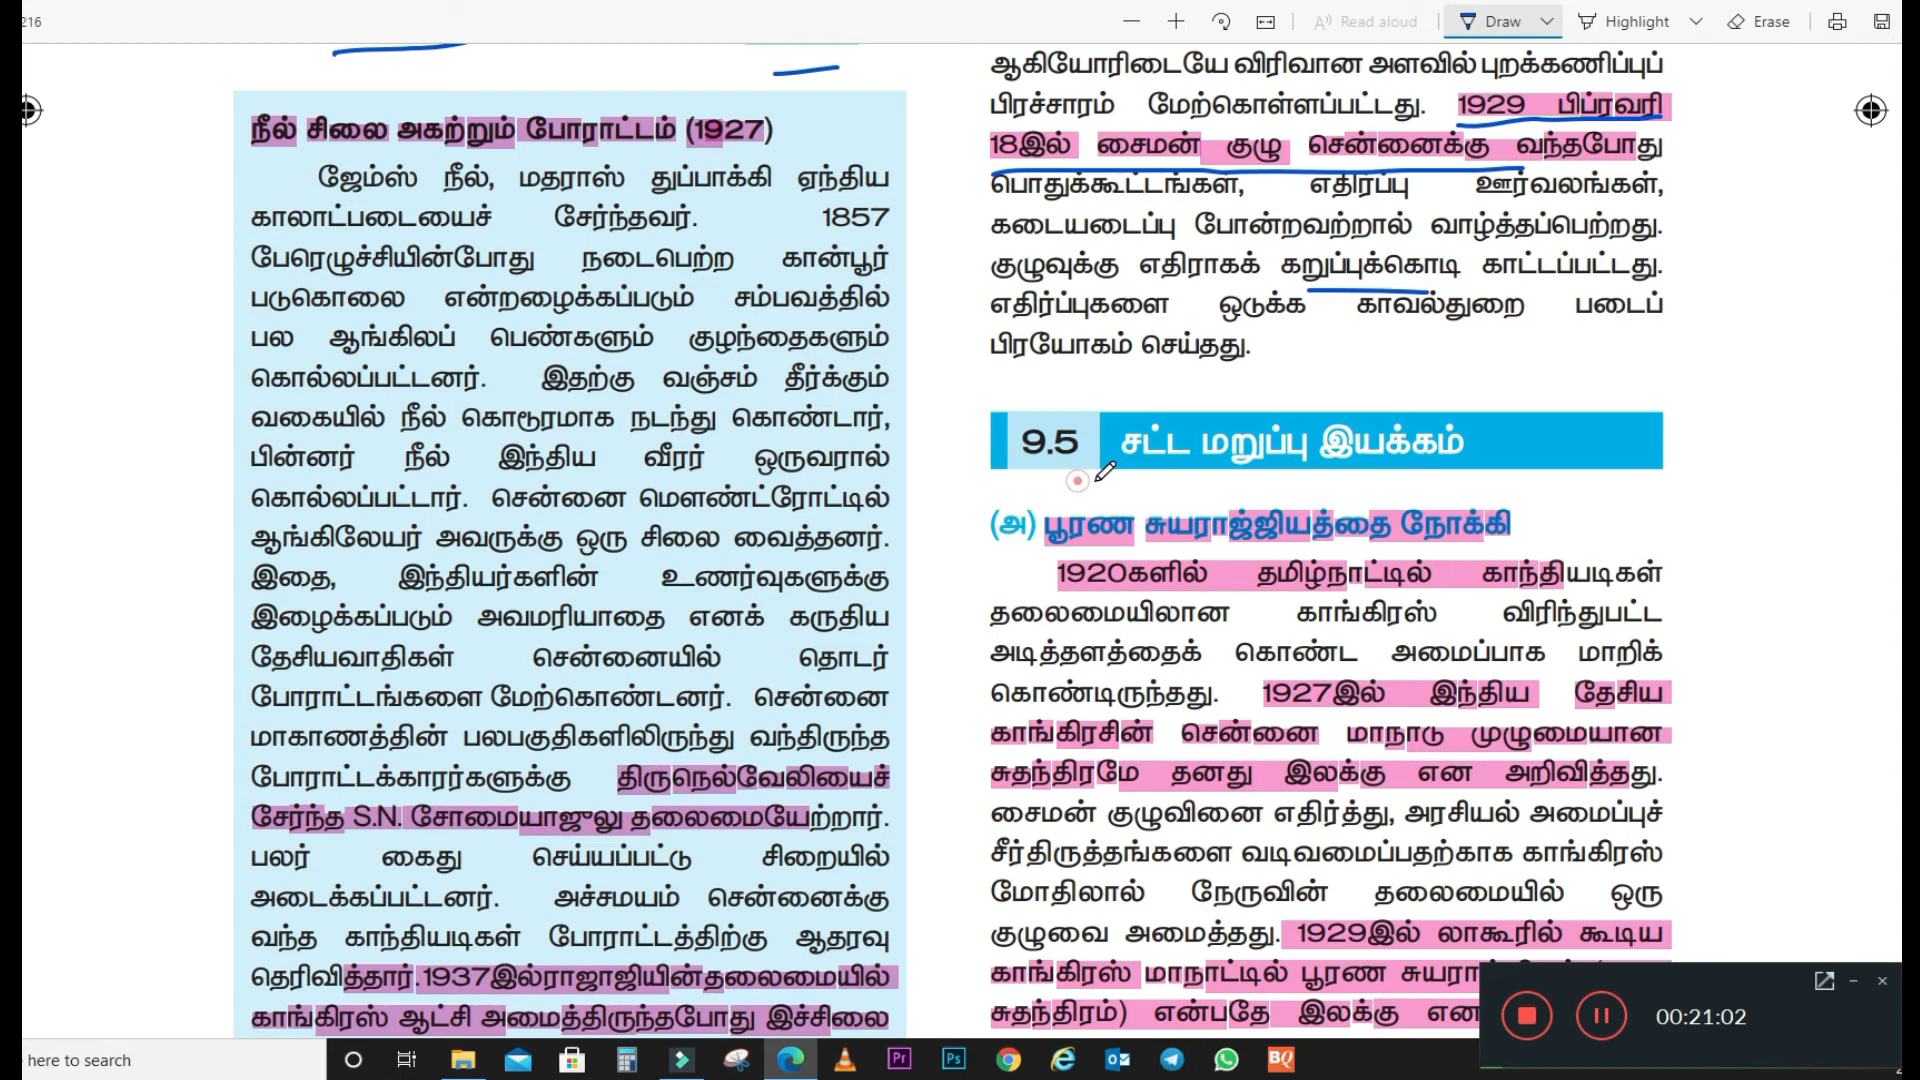 216
Read aloud
Draw
Highlight
Erase
நீல் சிலை அகற்றும் போராட்டம் (1927)
ஜேம்ஸ் நீல், மதராஸ் துப்பாக்கி ஏந்திய
காலாட்படையைச் சேர்ந்தவர். 1857
பேரெழுச்சியின்போது நடைபெற்ற கான்பூர்
படுகொலை என்றழைக்கப்படும் சம்பவத்தில்
பல ஆங்கிலப் பெண்களும் குழந்தைகளும்
கொல்லப்பட்டனர். இதற்கு வஞ்சம் தீர்க்கும்
வகையில் நீல் கொடூரமாக நடந்து கொண்டார்,
பின்னர் நீல் இந்திய வீரர் ஒருவரால்
கொல்லப்பட்டார். சென்னை மௌண்ட்ரோட்டில்
ஆங்கிலேயர் அவருக்கு ஒரு சிலை வைத்தனர்.
இதை, இந்தியர்களின் உணர்வுகளுக்கு
இழைக்கப்படும் அவமரியாதை எனக் கருதிய
தேசியவாதிகள் சென்னையில் தொடர்
போராட்டங்களை மேற்கொண்டனர். சென்னை
மாகாணத்தின் பலபகுதிகளிலிருந்து வந்திருந்த
போராட்டக்காரர்களுக்கு திருநெல்வேலியைச்
சேர்ந்த S.N. சோமையாஜுலு தலைமையேற்றார்.
பலர் கைது செய்யப்பட்டு சிறையில்
அடைக்கப்பட்டனர். அச்சமயம் சென்னைக்கு
வந்த காந்தியடிகள் போராட்டத்திற்கு ஆதரவு
தெரிவித்தார். 1937இல்ராஜாஜியின்தலைமையில்
காங்கிரஸ் ஆட்சி அமைத்திருந்தபோது இச்சிலை
ஆகியோரிடையே விரிவான அளவில் புறக்கணிப்புப்
பிரச்சாரம் மேற்கொள்ளப்பட்டது. 1929 பிப்ரவரி
18இல் சைமன் குழு சென்னைக்கு வந்தபோது
பொதுக்கூட்டங்கள், எதிர்ப்பு ஊர்வலங்கள்,
கடையடைப்பு போன்றவற்றால் வாழ்த்தப்பெற்றது.
குழுவுக்கு எதிராகக் கறுப்புக்கொடி காட்டப்பட்டது.
எதிர்ப்புகளை ஒடுக்க காவல்துறை படைப்
பிரயோகம் செய்தது.
9.5 சட்ட மறுப்பு இயக்கம்
(அ) பூரண சுயராஜ்ஜியத்தை நோக்கி
1920களில் தமிழ்நாட்டில் காந்தியடிகள்
தலைமையிலான காங்கிரஸ் விரிந்துபட்ட
அடித்தளத்தைக் கொண்ட அமைப்பாக மாறிக்
கொண்டிருந்தது. 1927இல் இந்திய தேசிய
காங்கிரசின் சென்னை மாநாடு முழுமையான
சுதந்திரமே தனது இலக்கு என அறிவித்தது.
சைமன் குழுவினை எதிர்த்து, அரசியல் அமைப்புச்
சீர்திருத்தங்களை வடிவமைப்பதற்காக காங்கிரஸ்
மோதிலால் நேருவின் தலைமையில் ஒரு
குழுவை அமைத்தது. 1929இல் லாகூரில் கூடிய
காங்கிரஸ் மாநாட்டில் பூரண
சுதந்திரம்) என்பதே இலக்கு என
00:21:02
here to search
Pr
Ps
BQ